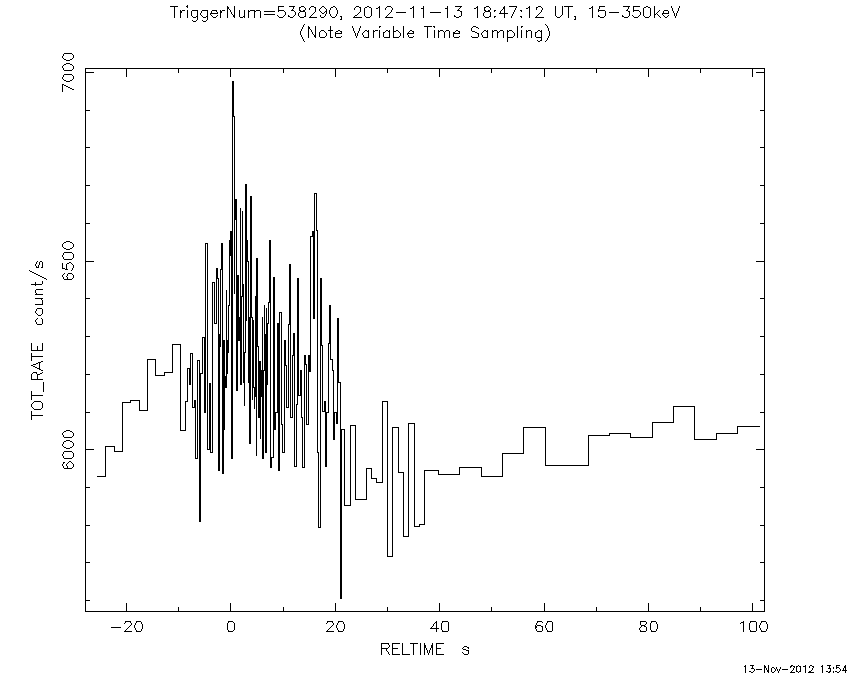 TriggerNum=538290, 2012-11-13 18:47:12 UT, 15-350keV
(Note Variable Time Sampling)
7000
6500
6000
TOT_RATE count/s
-20 0 20 40 60 80 100
RELTIME s
13-Nov-2012 13:54